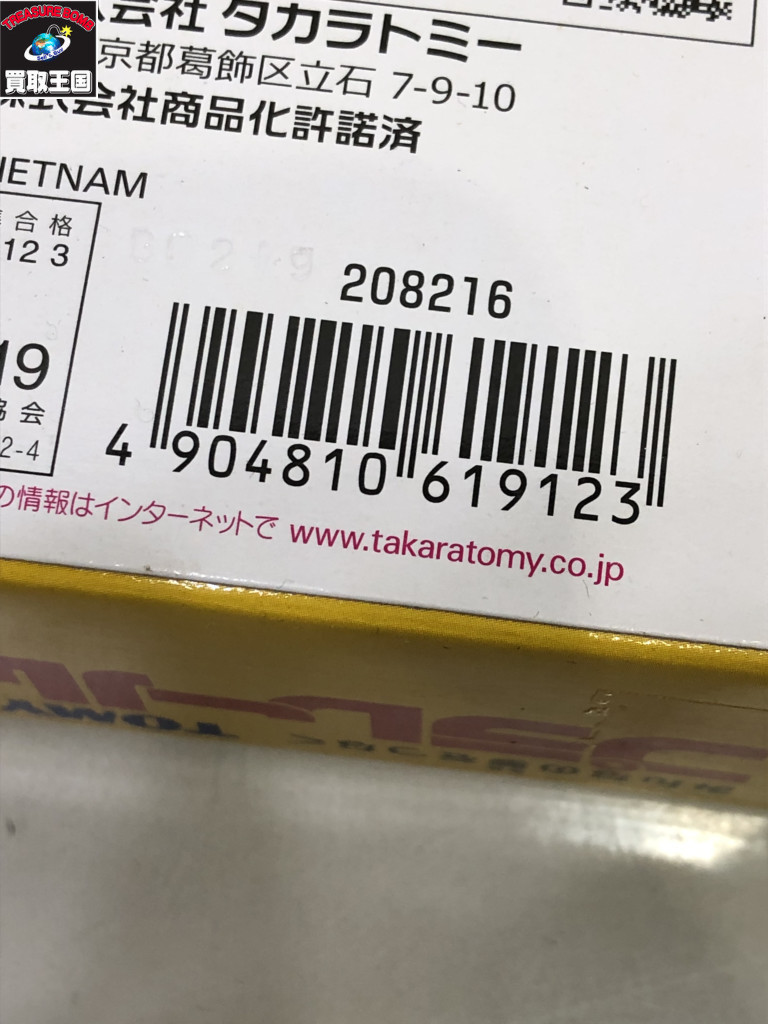 TREASURE BOMB
買取王国
式会社 タカラトミー
京都葛飾区立石 7-9-10
株式会社商品化許諾済
IETNAM
合格
123
19
協会
2-4
208216
4 904810 619123
の情報はインターネットで www.takaratomy.co.jp
TOMY